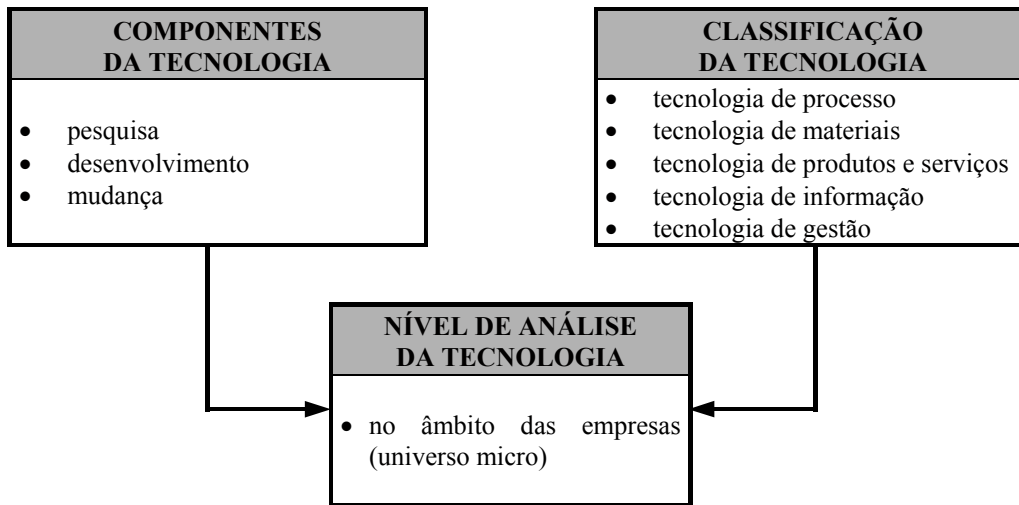 COMPONENTES
DA TECNOLOGIA
• pesquisa
• desenvolvimento
• mudança
CLASSIFICAÇÃO
DA TECNOLOGIA
• tecnologia de processo
• tecnologia de materiais
• tecnologia de produtos e serviços
• tecnologia de informação
• tecnologia de gestão
NÍVEL DE ANÁLISE
DA TECNOLOGIA
• no âmbito das empresas
(universo micro)